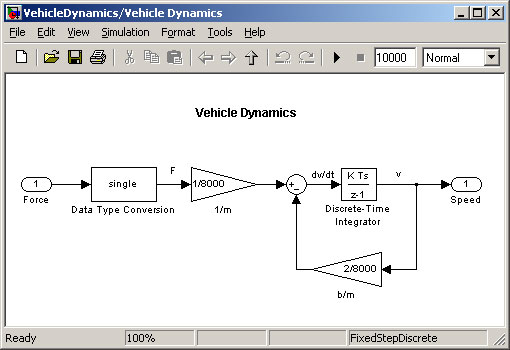 VehicleDynamics/Vehicle Dynamics
File Edit View Simulation Format Tools Help
10000 Normal
Vehicle Dynamics
1
Force
single
Data Type Conversion
F
1/8000
1/m
+
-
dv/dt
K Ts
z-1
Discrete-Time
Integrator
v
1
Speed
2/8000
b/m
Ready 100% FixedStepDiscrete